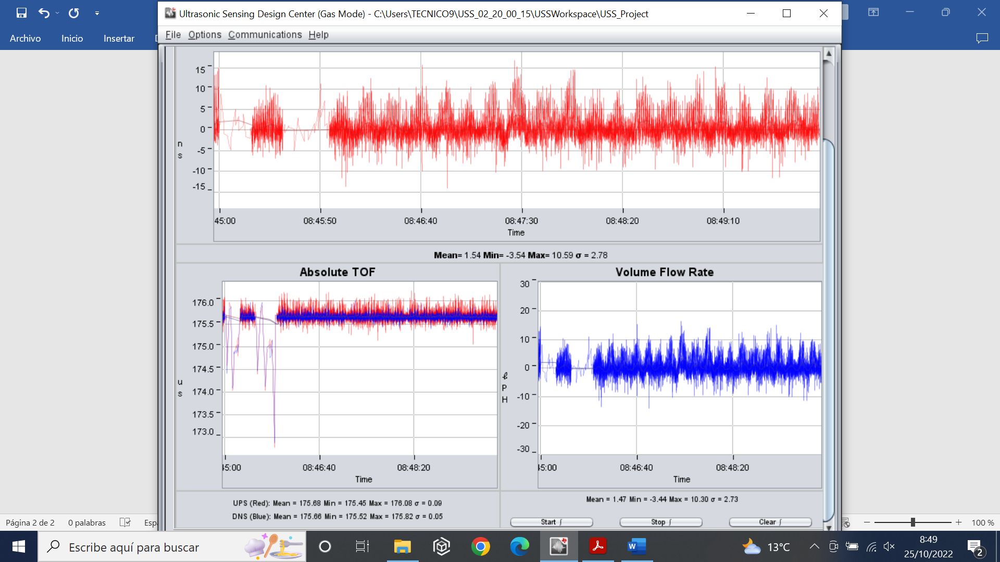 Ultrasonic Sensing Design Center (Gas Mode) - C:\Users\TECNICO9\USS_02_20_00_15\USSWorkspace\USS_Project
Archivo Inicio Insertar
File Options Communications Help
15
10
5
0
-5
-10
-15
n
s
45:00 08:45:50 08:46:40 08:47:30 08:48:20 08:49:10
Time
Mean= 1.54 Min= -3.54 Max= 10.59 σ = 2.78
Absolute TOF
176.0
175.5
175.0
174.5
174.0
173.5
173.0
u
s
45:00 08:46:40 08:48:20
Time
UPS (Red): Mean = 175.68 Min = 175.45 Max = 176.08 σ = 0.09
DNS (Blue): Mean = 175.66 Min = 175.52 Max = 175.82 σ = 0.05
Volume Flow Rate
30
20
10
0
-10
-20
-30
ℓ
P
H
45:00 08:46:40 08:48:20
Time
Mean = 1.47 Min = -3.44 Max = 10.30 σ = 2.73
Start ∫ Stop ∫ Clear ∫
Página 2 de 2 0 palabras Espa 100 %
Escribe aquí para buscar
13°C
8:49
25/10/2022
2